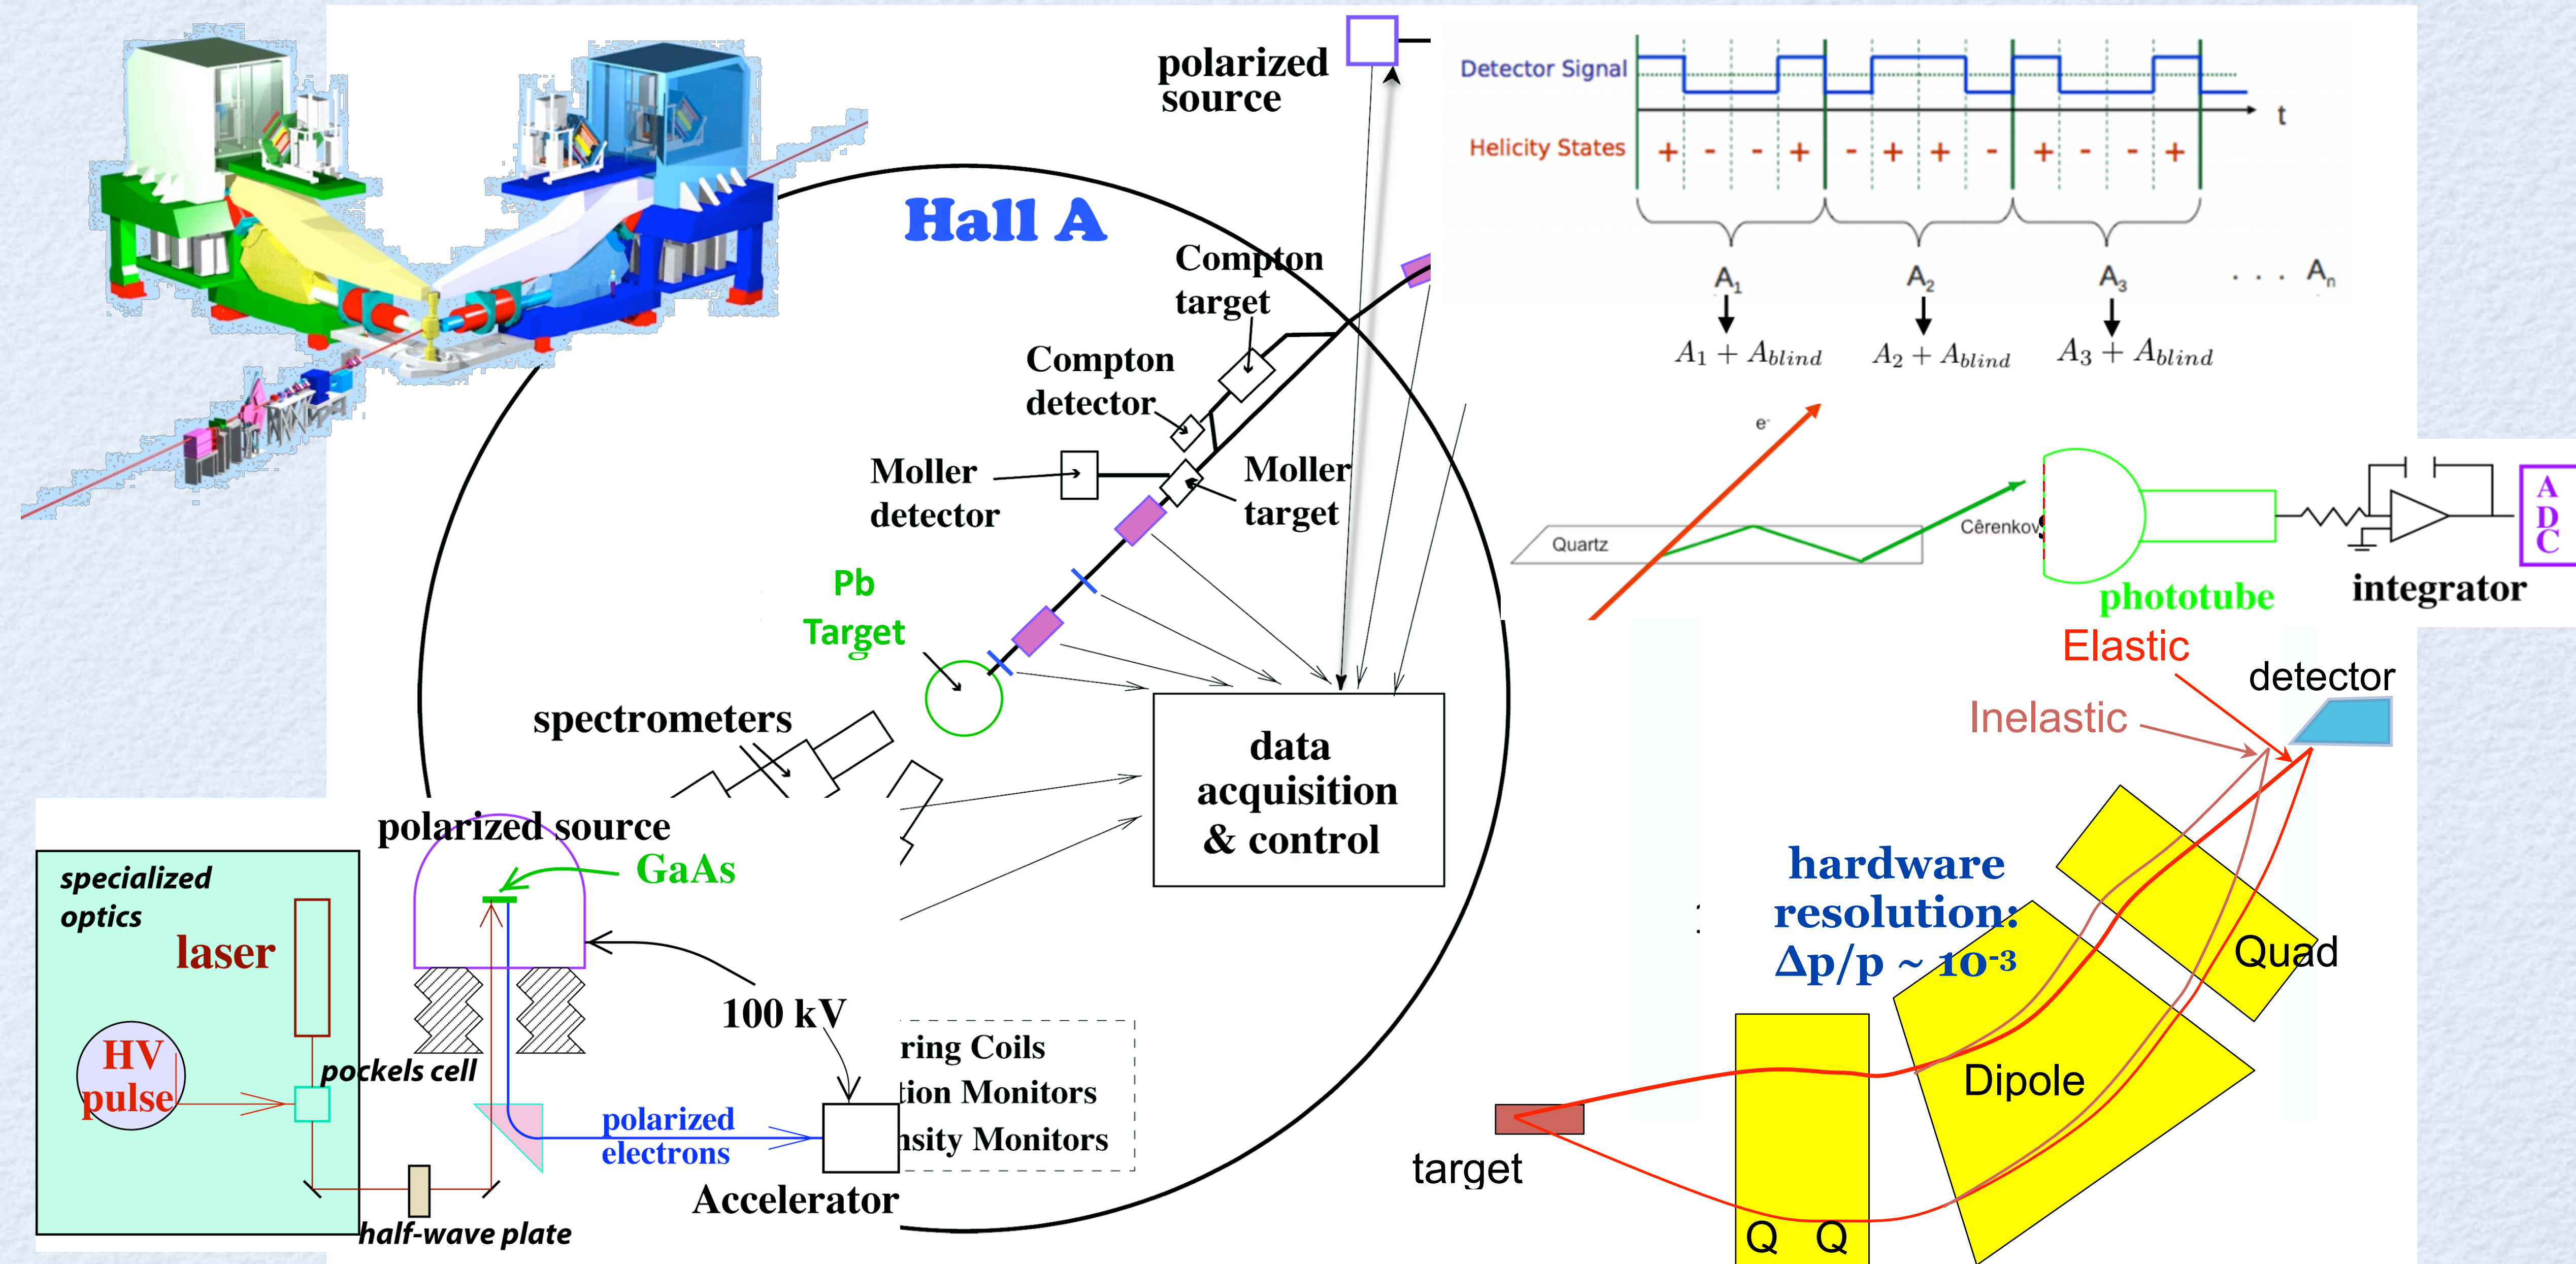 polarized
source
Hall A
Compton
target
Compton
detector
Moller
detector
Moller
target
Pb
Target
spectrometers
data
acquisition
& control
Detector Signal
t
Helicity States
+ - - + - + + - + - - +
A1 A2 A3 . . . An
A1 + Ablind A2 + Ablind A3 + Ablind
e-
Quartz
Cêrenkov
phototube
integrator
A
D
C
Elastic
Inelastic
detector
hardware
resolution:
Δp/p ~ 10-3
Quad
Dipole
target
Q Q
polarized source
GaAs
specialized
optics
laser
HV
pulse
pockels cell
half-wave plate
100 kV
polarized
electrons
Accelerator
ring Coils
tion Monitors
nsity Monitors